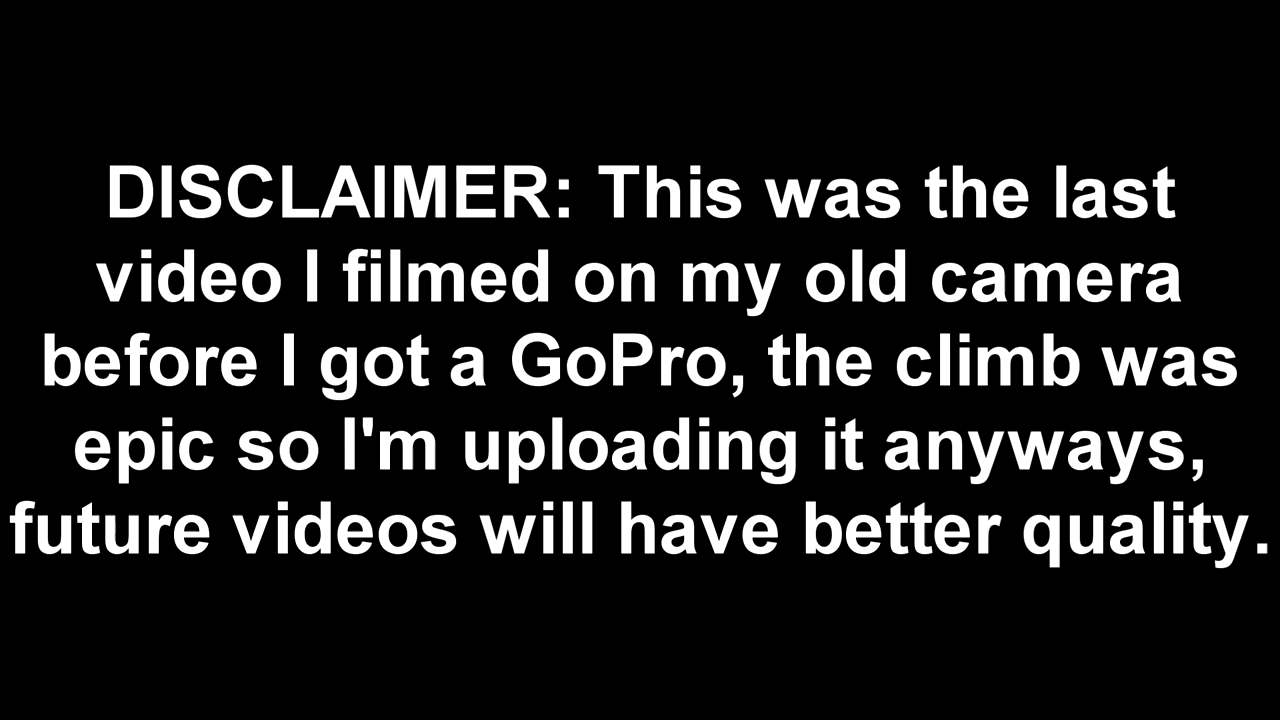 DISCLAIMER: This was the last
video I filmed on my old camera
before I got a GoPro, the climb was
epic so I'm uploading it anyways,
future videos will have better quality.